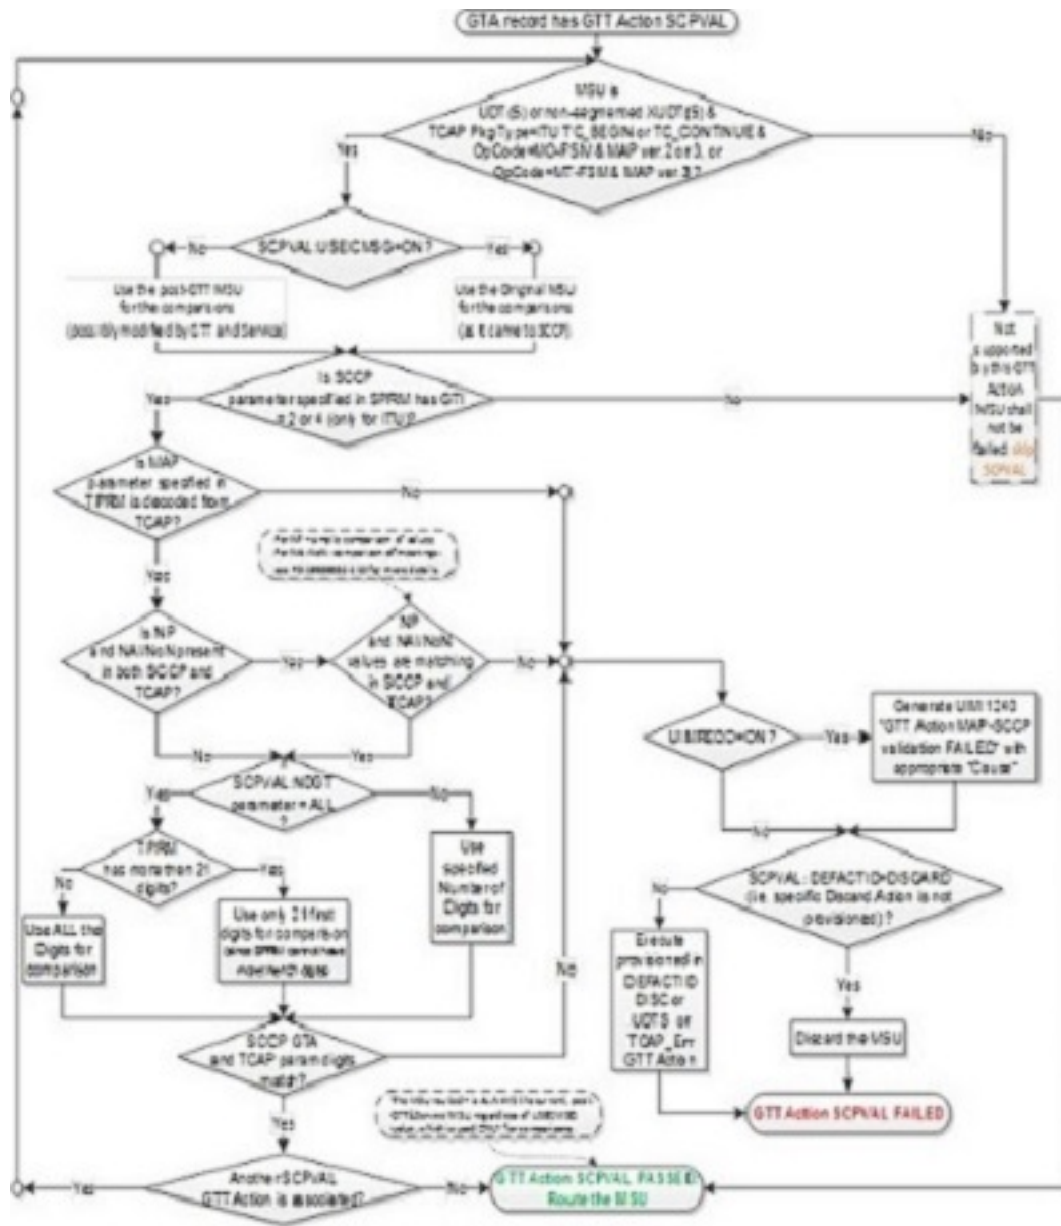 GTA record has GTT Action SCPVAL
MSU is
UDT(S) or non-segmented XUDT(S) &
TCAP PkgType=ITU TC_BEGIN or TC_CONTINUE &
OpCode=MO-FSM & MAP ver. 2 or 3, or
OpCode=MT-FSM & MAP ver. 3)?
Yes
No
SCPVAL:USECMSG=ON?
No
Yes
Use the post-GTT MSU
for the comparisons
(possibly modified by GTT and Services)
Use the Original MSU
for the comparisons
(as it came to SCCP)
Not
supported
by this GTT
Action
MSU shall
not be
failed
SCPVAL
Is SCCP
parameter specified in SPRM has GTI
= 2 or 4 (only for ITU)?
Yes
No
Is MAP
parameter specified in
TPRM is decoded from
TCAP?
No
Yes
Is NP
and NAI/NoN present
in both SCCP and
TCAP?
Yes
NP
and NAI/NoN
values are matching
in SCCP and
TCAP?
No
No
Yes
UIMREQD=ON?
Yes
No
Generate UIM 1243
"GTT Action MAP-SCCP
validation FAILED" with
appropriate "Cause"
SCPVAL:NDGT
parameter = ALL
?
Yes
No
TPRM
has more then 21
digits?
No
Yes
Use ALL the
Digits for
comparison
Use only 21 first
digits for comparison
Use
specified
Number of
Digits for
comparison
SCPVAL: DEFACTID=DISCARD
(i.e. specific Discard Action is not
provisioned)?
No
Yes
Execute
provisioned in
DEFACTID
DISC or
UDTS or
TCAP_Err
GTT Action
Discard the MSU
GTT Action SCPVAL FAILED
SCCP GTA
and TCAP param digits
match?
No
Yes
Another SCPVAL
GTT Action is associated?
Yes
No
GTT Action SCPVAL PASSED:
Route the MSU